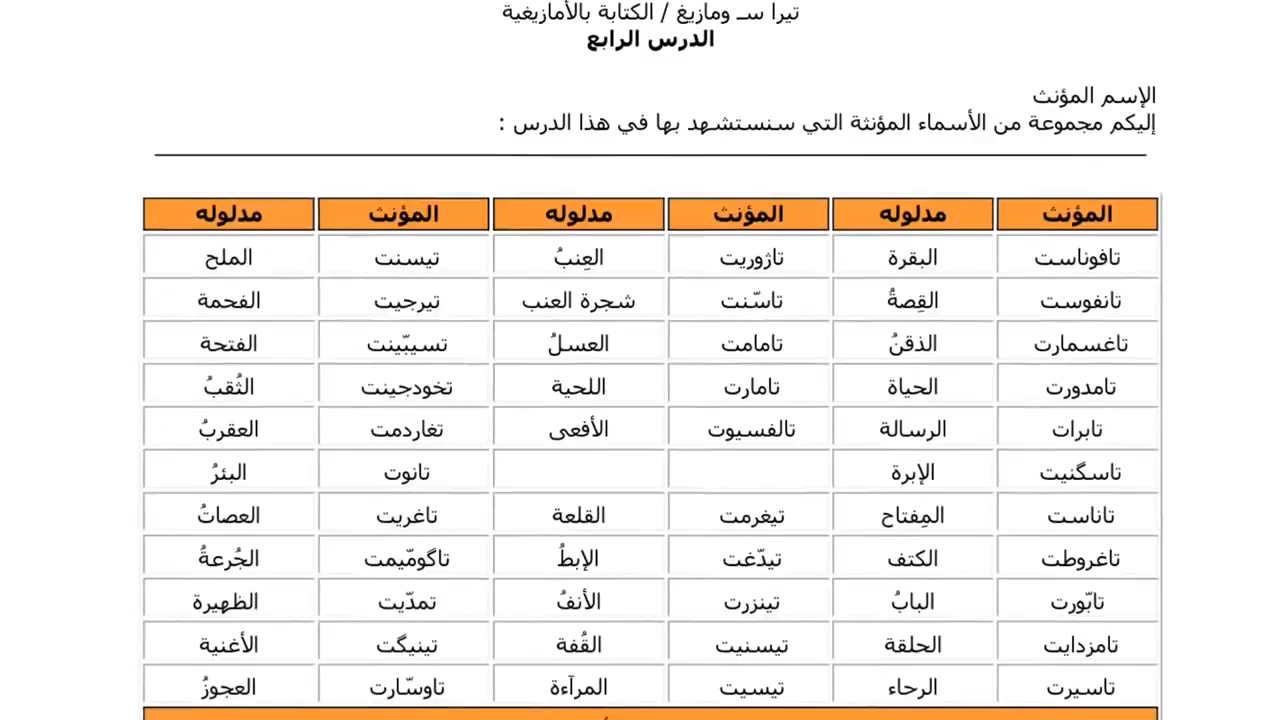 تيرا سـ ومازيغ / الكتابة بالأمازيغية
الدرس الرابع
الإسم المؤنث
إليكم مجموعة من الأسماء المؤنثة التي سنستشهد بها في هذا الدرس :
المؤنث مدلوله المؤنث مدلوله المؤنث مدلوله
تافوناست البقرة تاژوريت العِنبُ تيسنت الملح
تانفوست القِصةُ تاسّنت شجرة العنب تيرجيت الفحمة
تاغسمارت الذقنُ تامامت العسلُ تسيبّينت الفتحة
تامدورت الحياة تامارت اللحية تخودجينت الثُقبُ
تابرات الرسالة تالفسيوت الأفعى تغاردمت العقربُ
تاسگنيت الإبرة تانوت البئرُ
تاناست المِفتاح تيغرمت القلعة تاغريت العصاتُ
تاغروطت الكتف تيدّغت الإبطُ تاگومّيمت الجُرعةُ
تابّورت البابُ تينزرت الأنفُ تمدّيت الظهيرة
تامزدايت الحلقة تيسنيت القُفة تينيگت الأغنية
تاسيرت الرحاء تيسيت المرآءة تاوسّارت العجوزُ